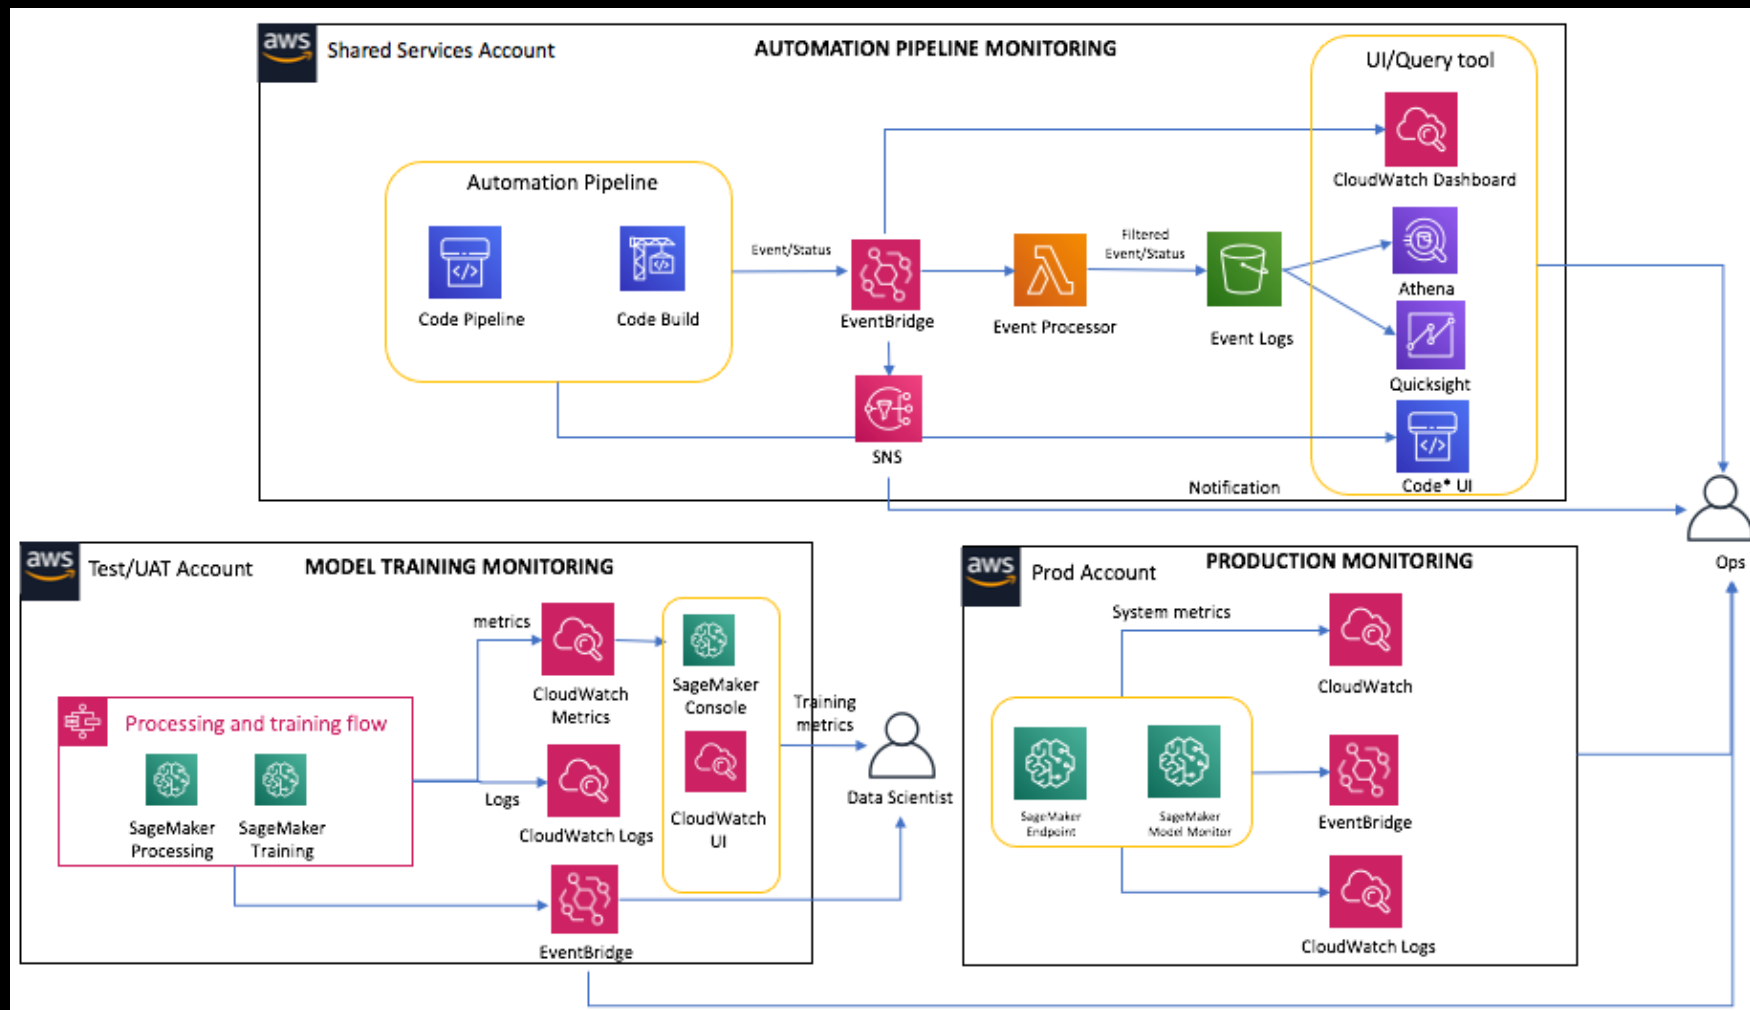 aws
Shared Services Account
AUTOMATION PIPELINE MONITORING
UI/Query tool
CloudWatch Dashboard
Automation Pipeline
Code Pipeline
Code Build
Event/Status
EventBridge
Event Processor
Filtered
Event/Status
Event Logs
Athena
Quicksight
Code* UI
SNS
Notification
Ops
aws
Test/UAT Account
MODEL TRAINING MONITORING
metrics
CloudWatch
Metrics
SageMaker
Console
Training
metrics
Processing and training flow
SageMaker
Processing
SageMaker
Training
Logs
CloudWatch Logs
CloudWatch
UI
Data Scientist
EventBridge
aws
Prod Account
PRODUCTION MONITORING
System metrics
CloudWatch
SageMaker
Endpoint
SageMaker
Model Monitor
EventBridge
CloudWatch Logs